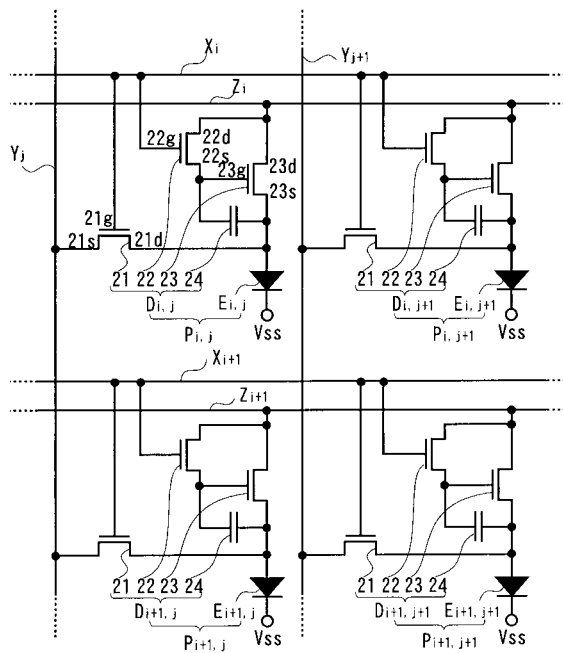 Xi
Yj+1
Zi
Yj
22g 22d
22s
23g 23d
23s
21g
21s 21d
21 22 23 24 Ei, j
Di, j
Pi, j
Vss
21 22 23 24 Ei, j+1
Di, j+1
Pi, j+1
Vss
Xi+1
Zi+1
21 22 23 24 Ei+1, j
Di+1, j
Pi+1, j
Vss
21 22 23 24 Ei+1, j+1
Di+1, j+1
Pi+1, j+1
Vss